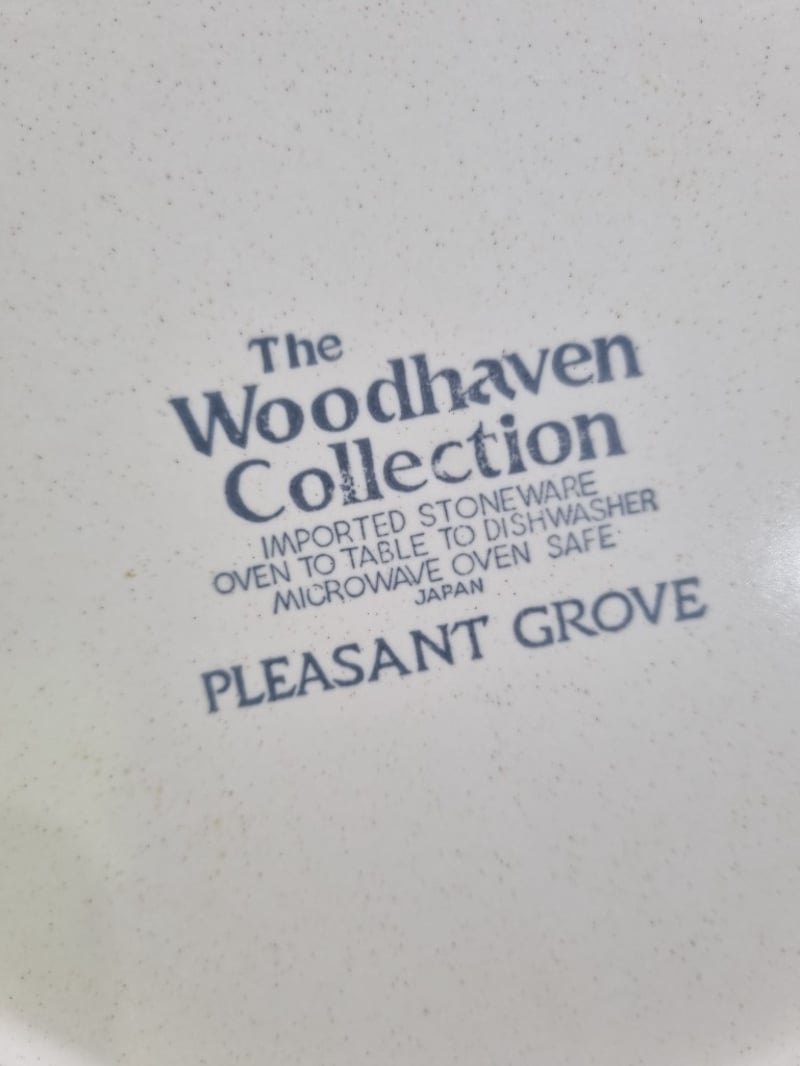 The
Woodhaven
Collection
IMPORTED STONEWARE
OVEN TO TABLE TO DISHWASHER
MICROWAVE OVEN SAFE
JAPAN
PLEASANT GROVE